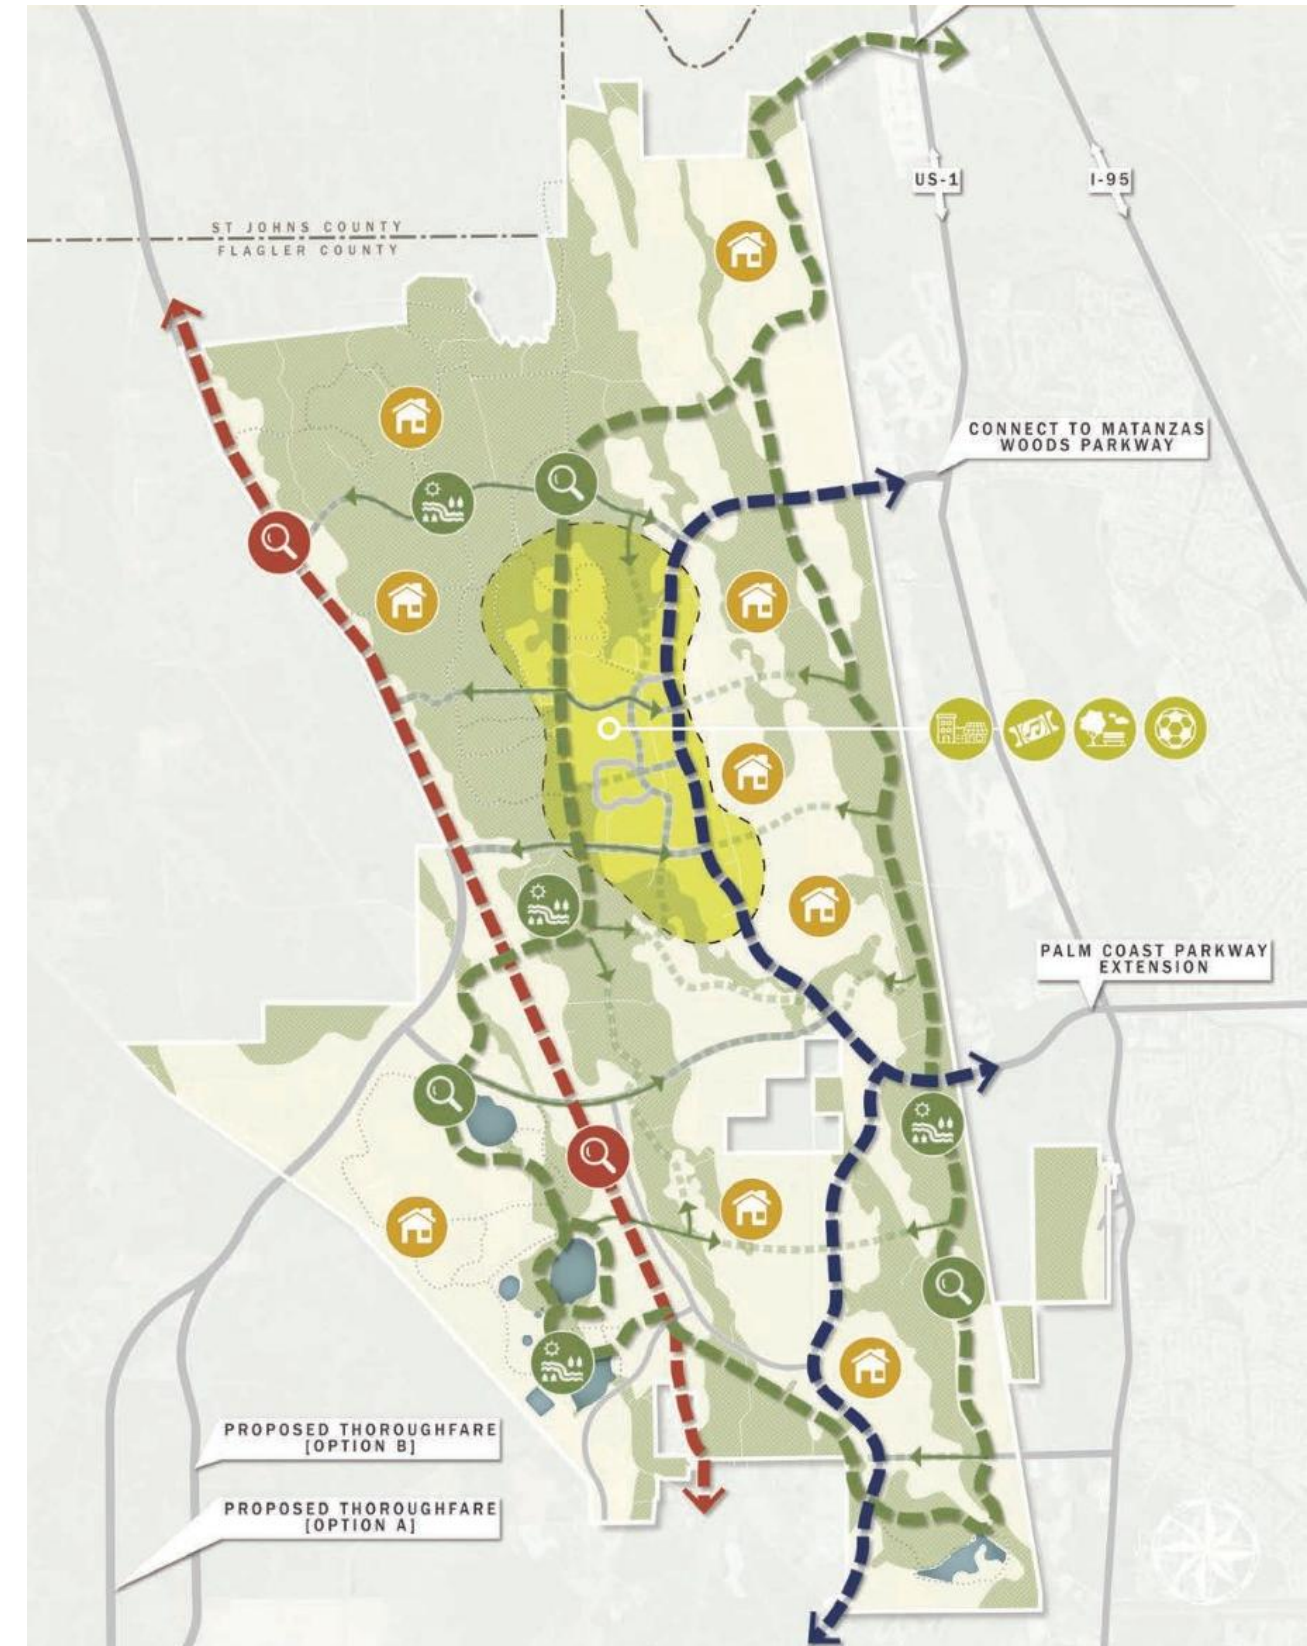 US-1
I-95
ST JOHNS COUNTY
FLAGLER COUNTY
CONNECT TO MATANZAS
WOODS PARKWAY
PALM COAST PARKWAY
EXTENSION
PROPOSED THOROUGHFARE
[OPTION B]
PROPOSED THOROUGHFARE
[OPTION A]